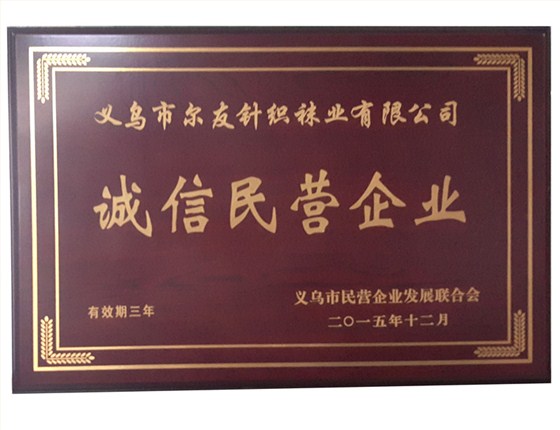 义乌市尔友针织袜业有限公司
诚信民营企业
有效期三年
义乌市民营企业发展联合会
二〇一五年十二月